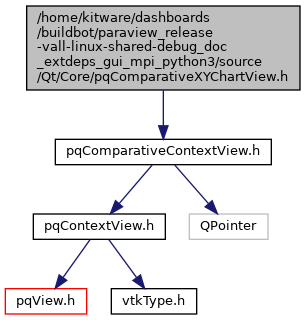 /home/kitware/dashboards
/buildbot/paraview_release
-vall-linux-shared-debug_doc
_extdeps_gui_mpi_python3/source
/Qt/Core/pqComparativeXYChartView.h
pqComparativeContextView.h
pqContextView.h
QPointer
pqView.h
vtkType.h